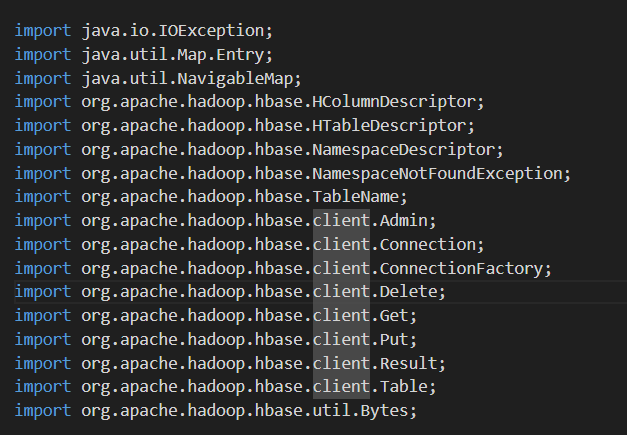 import java.io.IOException;
import java.util.Map.Entry;
import java.util.NavigableMap;
import org.apache.hadoop.hbase.HColumnDescriptor;
import org.apache.hadoop.hbase.HTableDescriptor;
import org.apache.hadoop.hbase.NamespaceDescriptor;
import org.apache.hadoop.hbase.NamespaceNotFoundException;
import org.apache.hadoop.hbase.TableName;
import org.apache.hadoop.hbase.client.Admin;
import org.apache.hadoop.hbase.client.Connection;
import org.apache.hadoop.hbase.client.ConnectionFactory;
import org.apache.hadoop.hbase.client.Delete;
import org.apache.hadoop.hbase.client.Get;
import org.apache.hadoop.hbase.client.Put;
import org.apache.hadoop.hbase.client.Result;
import org.apache.hadoop.hbase.client.Table;
import org.apache.hadoop.hbase.util.Bytes;